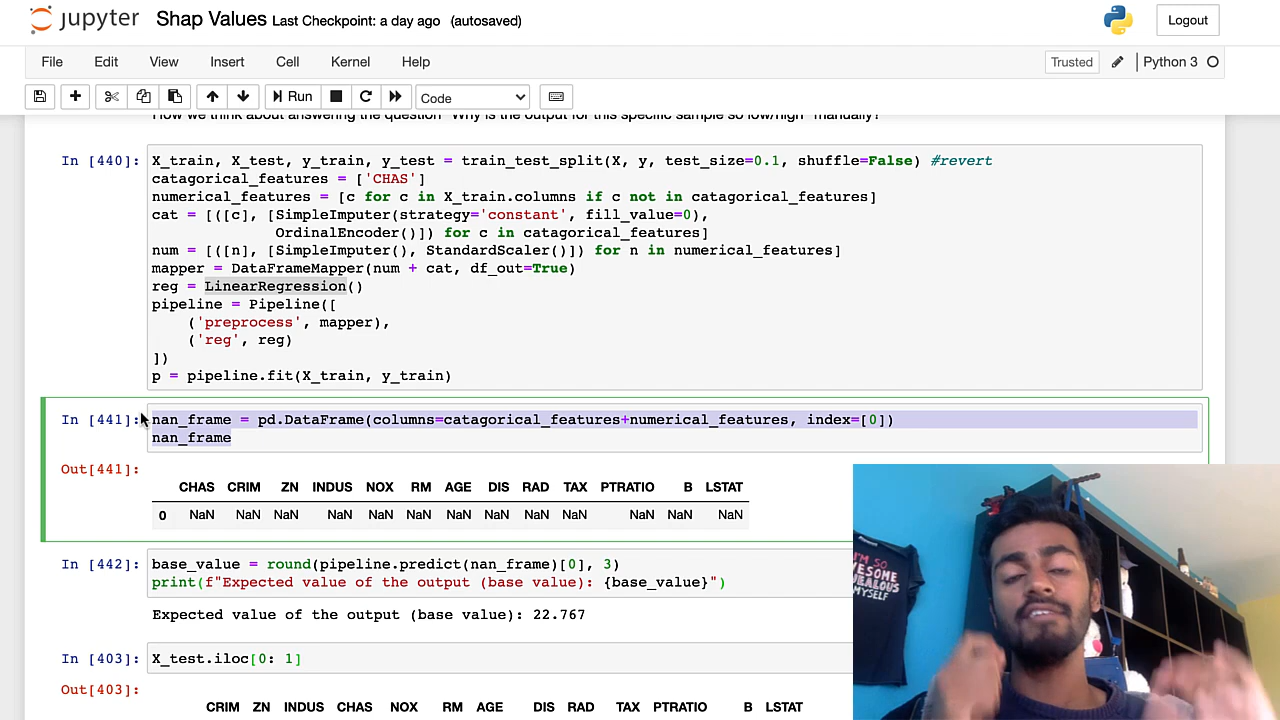 jupyter Shap Values Last Checkpoint: a day ago (autosaved)
Logout
File Edit View Insert Cell Kernel Help
Trusted Python 3
Run Code
How we think about answering the question "Why is the output for this specific sample so low/high" manually?
In [440]: X_train, X_test, y_train, y_test = train_test_split(X, y, test_size=0.1, shuffle=False) #revert
catagorical_features = ['CHAS']
numerical_features = [c for c in X_train.columns if c not in catagorical_features]
cat = [([c], [SimpleImputer(strategy='constant', fill_value=0),
OrdinalEncoder()]) for c in catagorical_features]
num = [([n], [SimpleImputer(), StandardScaler()]) for n in numerical_features]
mapper = DataFrameMapper(num + cat, df_out=True)
reg = LinearRegression()
pipeline = Pipeline([
('preprocess', mapper),
('reg', reg)
])
p = pipeline.fit(X_train, y_train)
In [441]: nan_frame = pd.DataFrame(columns=catagorical_features+numerical_features, index=[0])
nan_frame
Out[441]:
CHAS CRIM ZN INDUS NOX RM AGE DIS RAD TAX PTRATIO B LSTAT
0 NaN NaN NaN NaN NaN NaN NaN NaN NaN NaN NaN NaN NaN
In [442]: base_value = round(pipeline.predict(nan_frame)[0], 3)
print(f"Expected value of the output (base value): {base_value}")
Expected value of the output (base value): 22.767
In [403]: X_test.iloc[0: 1]
Out[403]:
CRIM ZN INDUS CHAS NOX RM AGE DIS RAD TAX PTRATIO B LSTAT
I'M SO
MYSELF